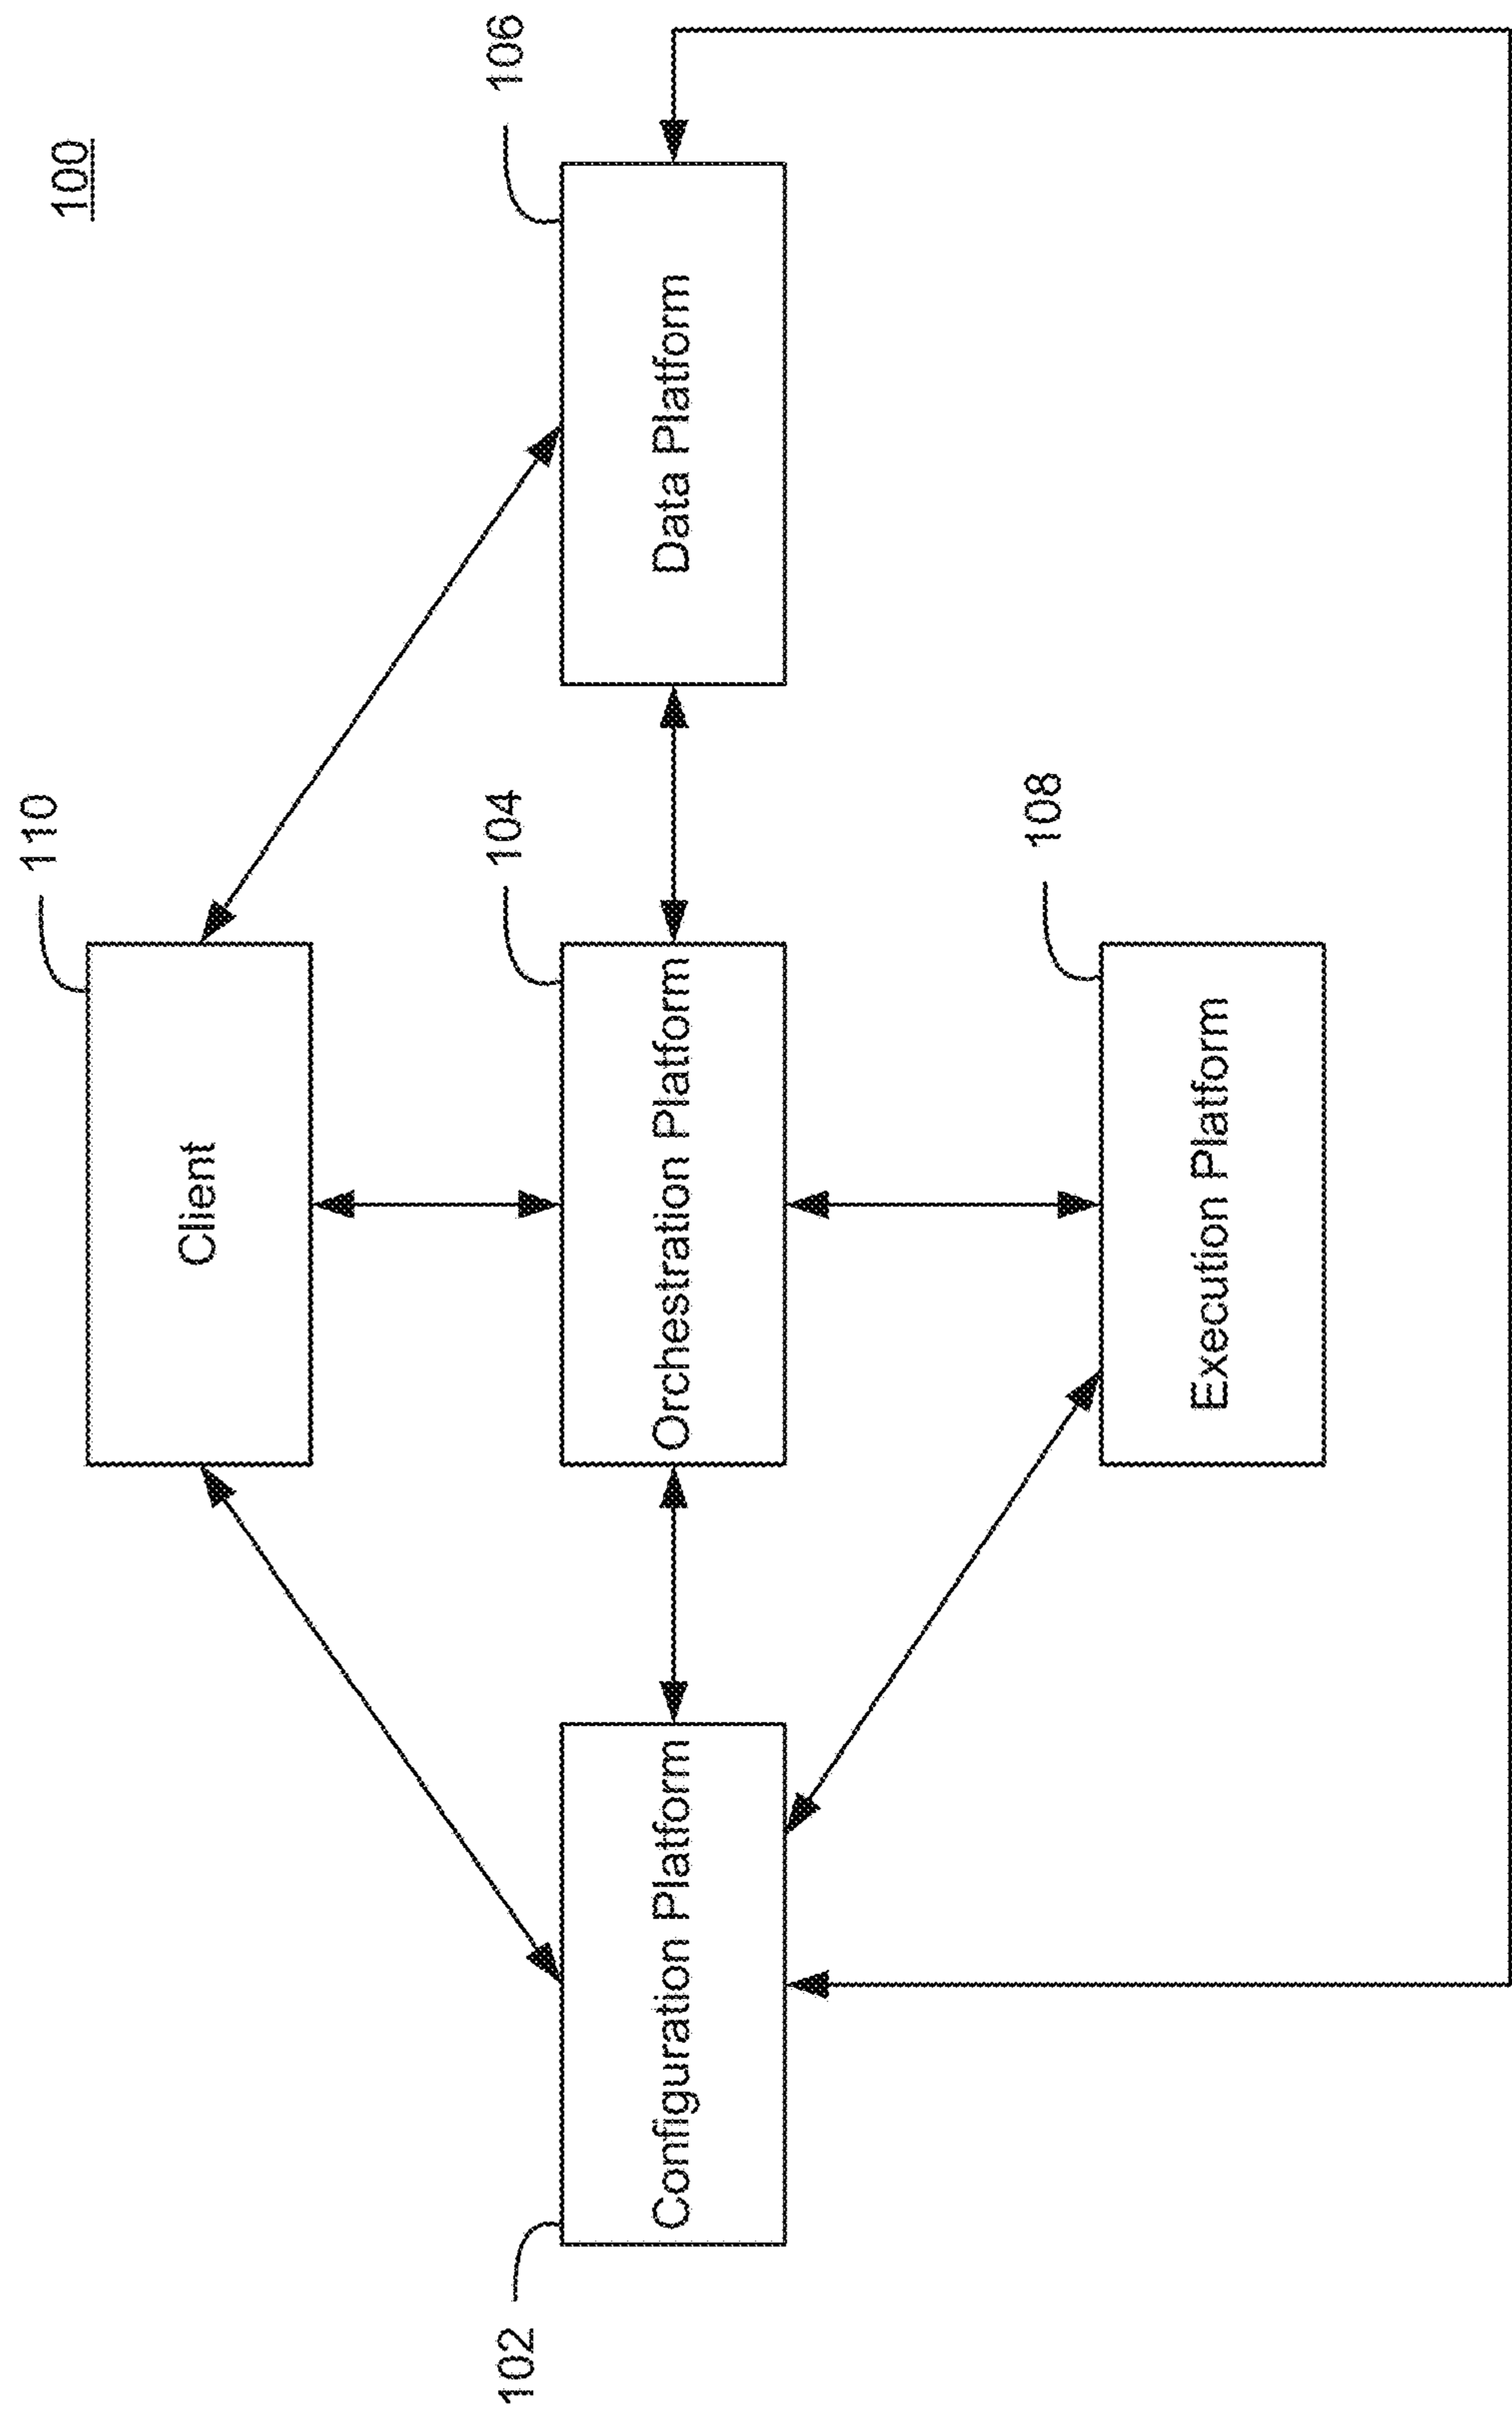 100
110
Client
102
104
106
Configuration Platform
Orchestration Platform
Data Platform
108
Execution Platform